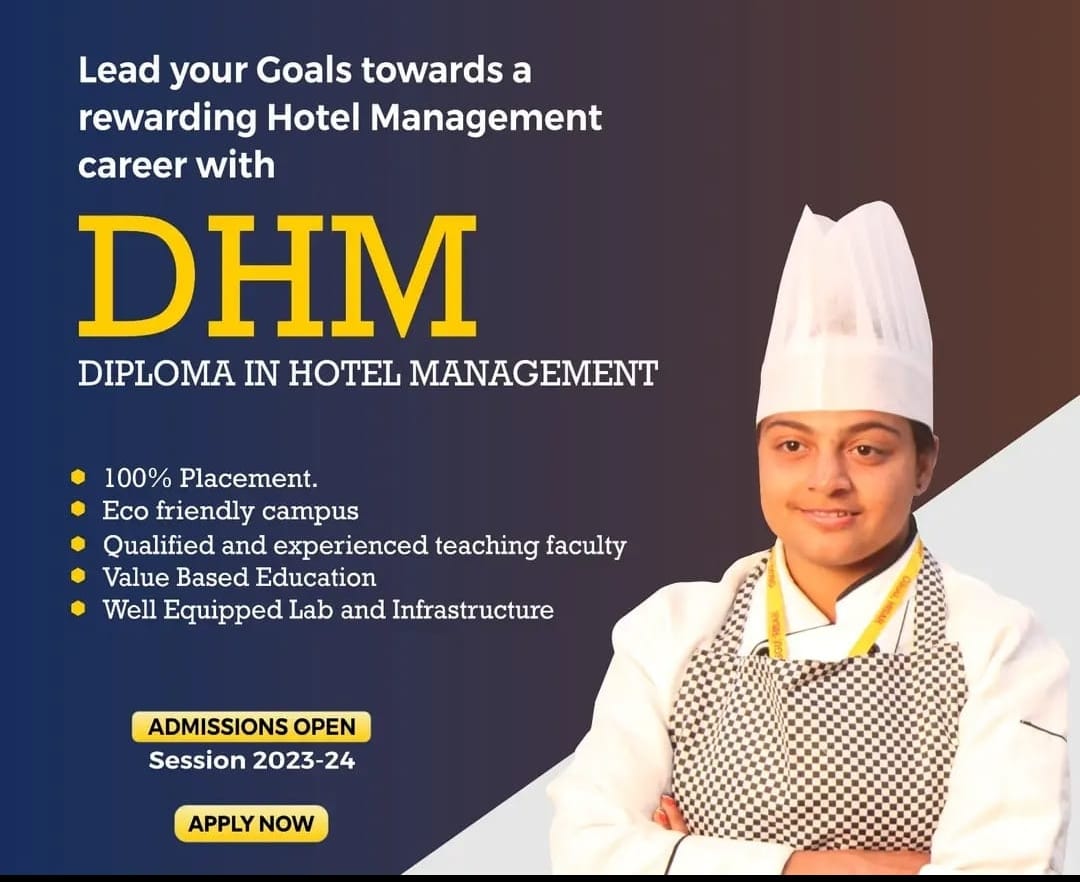 Lead your Goals towards a
rewarding Hotel Management
career with
DHM
DIPLOMA IN HOTEL MANAGEMENT
100% Placement.
Eco friendly campus
Qualified and experienced teaching faculty
Value Based Education
Well Equipped Lab and Infrastructure
ADMISSIONS OPEN
Session 2023-24
APPLY NOW